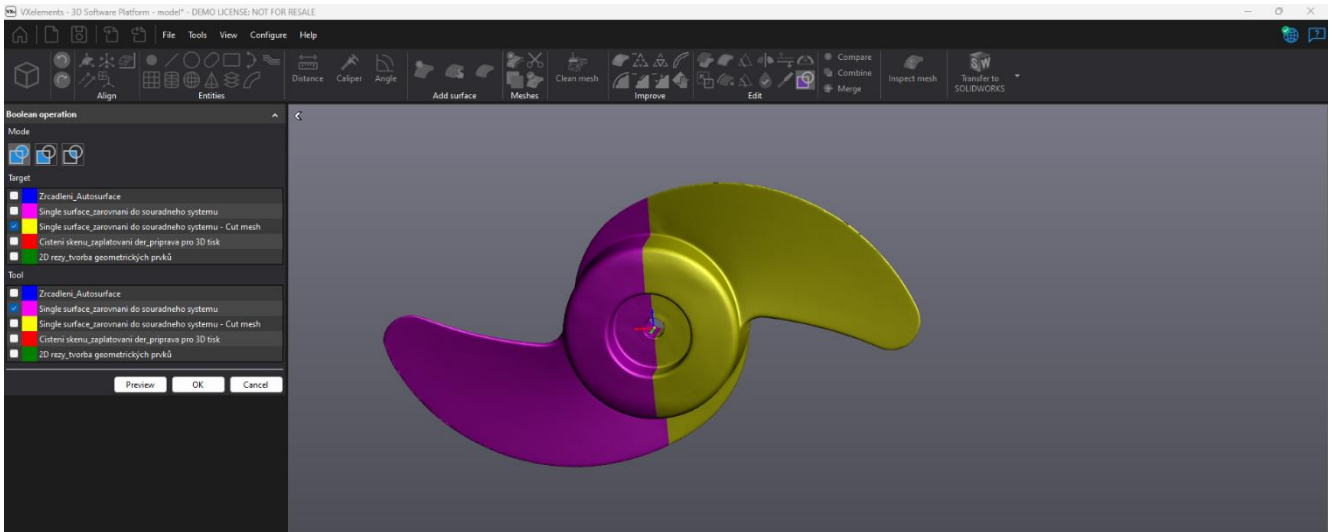 VXelements - 3D Software Platform - model* - DEMO LICENSE: NOT FOR RESALE
File Tools View Configure Help
Distance Caliper Angle Clean mesh Compare Combine Merge Inspect mesh Transfer to SOLIDWORKS
Align Entities Add surface Meshes Improve Edit
Boolean operation
Mode
Target
Zrcadleni_Autosurface
Single surface_zarovnani do souradneho systemu
Single surface_zarovnani do souradneho systemu - Cut mesh
Cisteni skenu_zaplatovani der_priprava pro 3D tisk
2D rezy_tvorba geometrických prvků
Tool
Zrcadleni_Autosurface
Single surface_zarovnani do souradneho systemu
Single surface_zarovnani do souradneho systemu - Cut mesh
Cisteni skenu_zaplatovani der_priprava pro 3D tisk
2D rezy_tvorba geometrických prvků
Preview OK Cancel